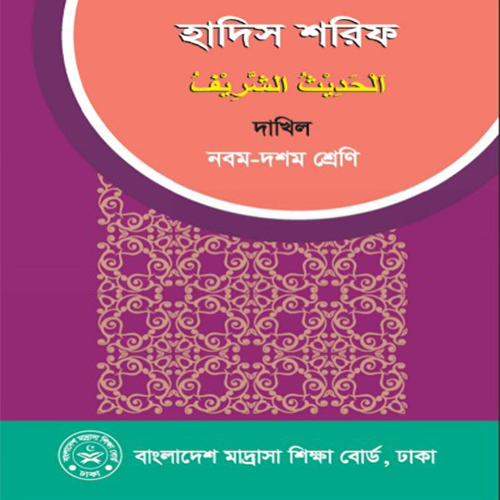 হাদিস শরিফ
اَلْحَدِيْثُ الشَّرِيْفُ
দাখিল
নবম-দশম শ্রেণি
বাংলাদেশ মাদ্রাসা শিক্ষা বোর্ড, ঢাকা
বাংলাদেশ মাদ্রাসা শিক্ষা বোর্ড
ঢাকা